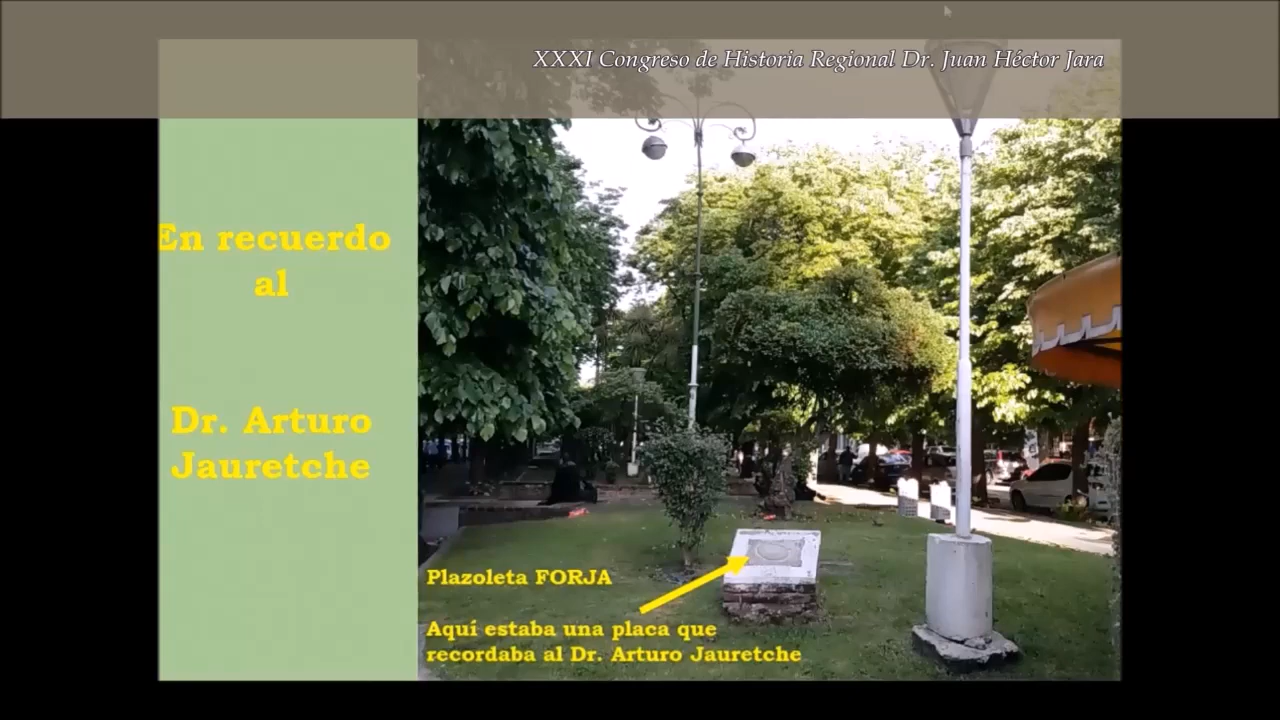 XXXI Congreso de Historia Regional Dr. Juan Héctor Jara
En recuerdo
al
Dr. Arturo
Jauretche
Plazoleta FORJA
Aquí estaba una placa que
recordaba al Dr. Arturo Jauretche